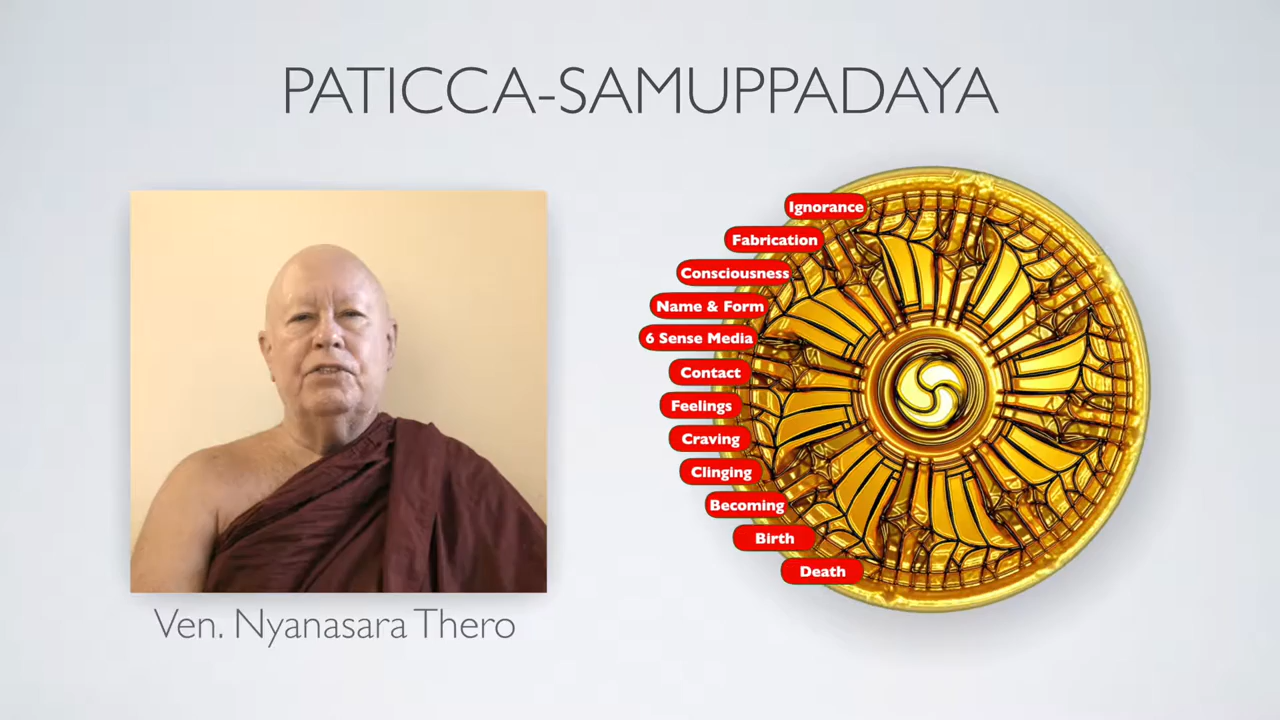 PATICCA-SAMUPPADAYA
Ven. Nyanasara Thero
Ignorance
Fabrication
Consciousness
Name & Form
6 Sense Media
Contact
Feelings
Craving
Clinging
Becoming
Birth
Death